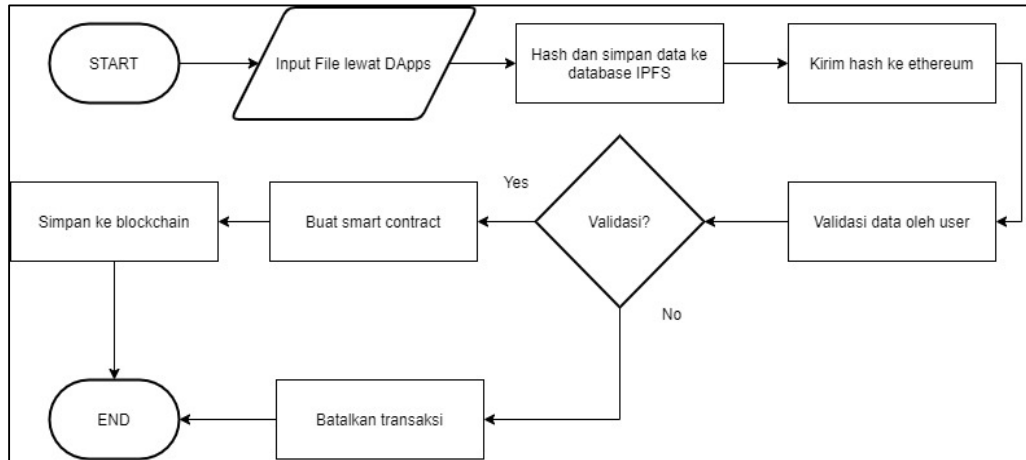 START
Input File lewat DApps
Hash dan simpan data ke
database IPFS
Kirim hash ke ethereum
Validasi data oleh user
Validasi?
Yes
Buat smart contract
Simpan ke blockchain
No
Batalkan transaksi
END